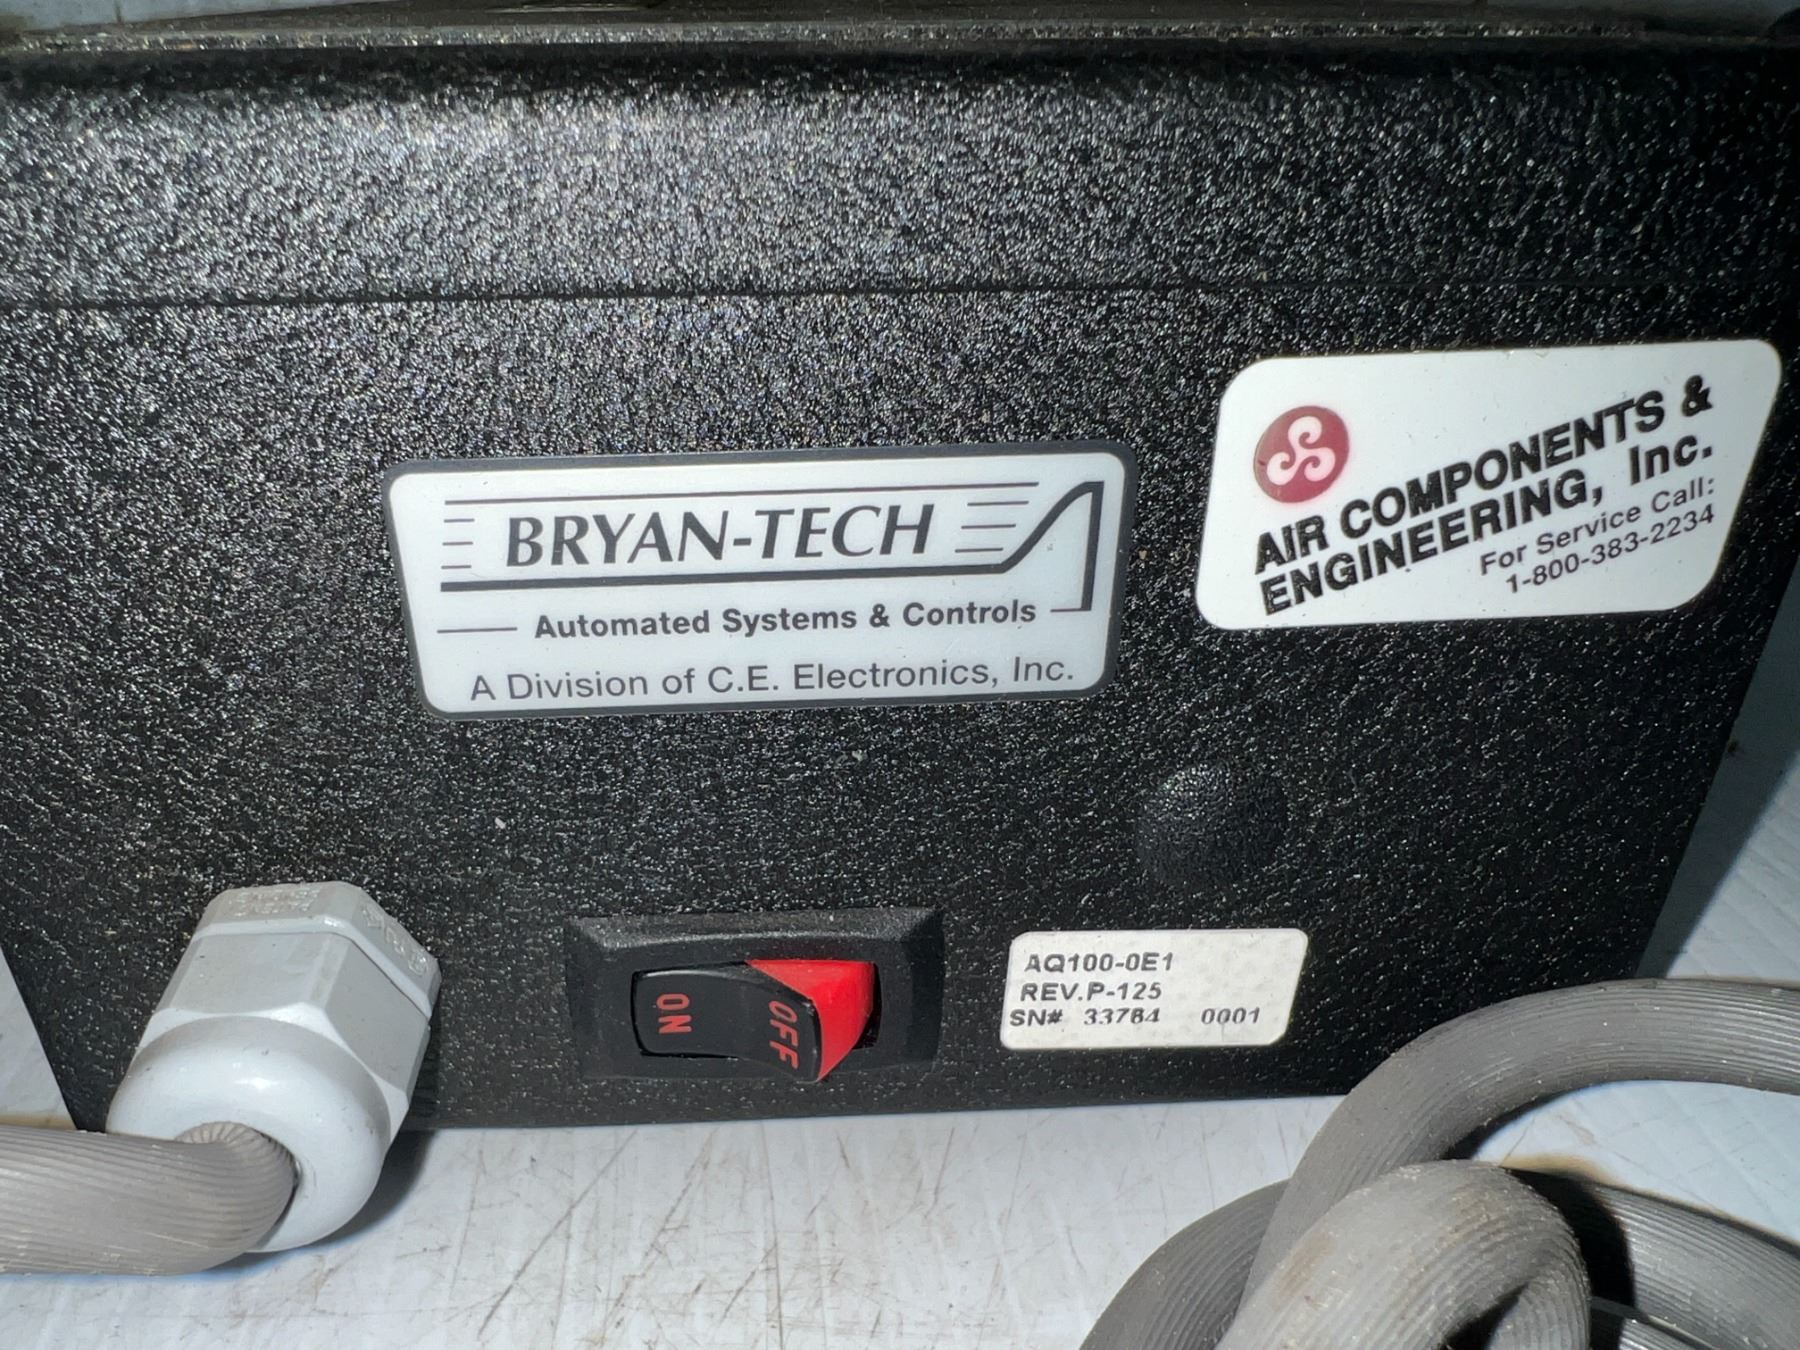 BRYAN-TECH
Automated Systems & Controls
A Division of C.E. Electronics, Inc.
AIR COMPONENTS &
ENGINEERING, Inc.
For Service Call:
1-800-383-2234
ON
OFF
AQ100-0E1
REV.P-125
SN# 33784 0001